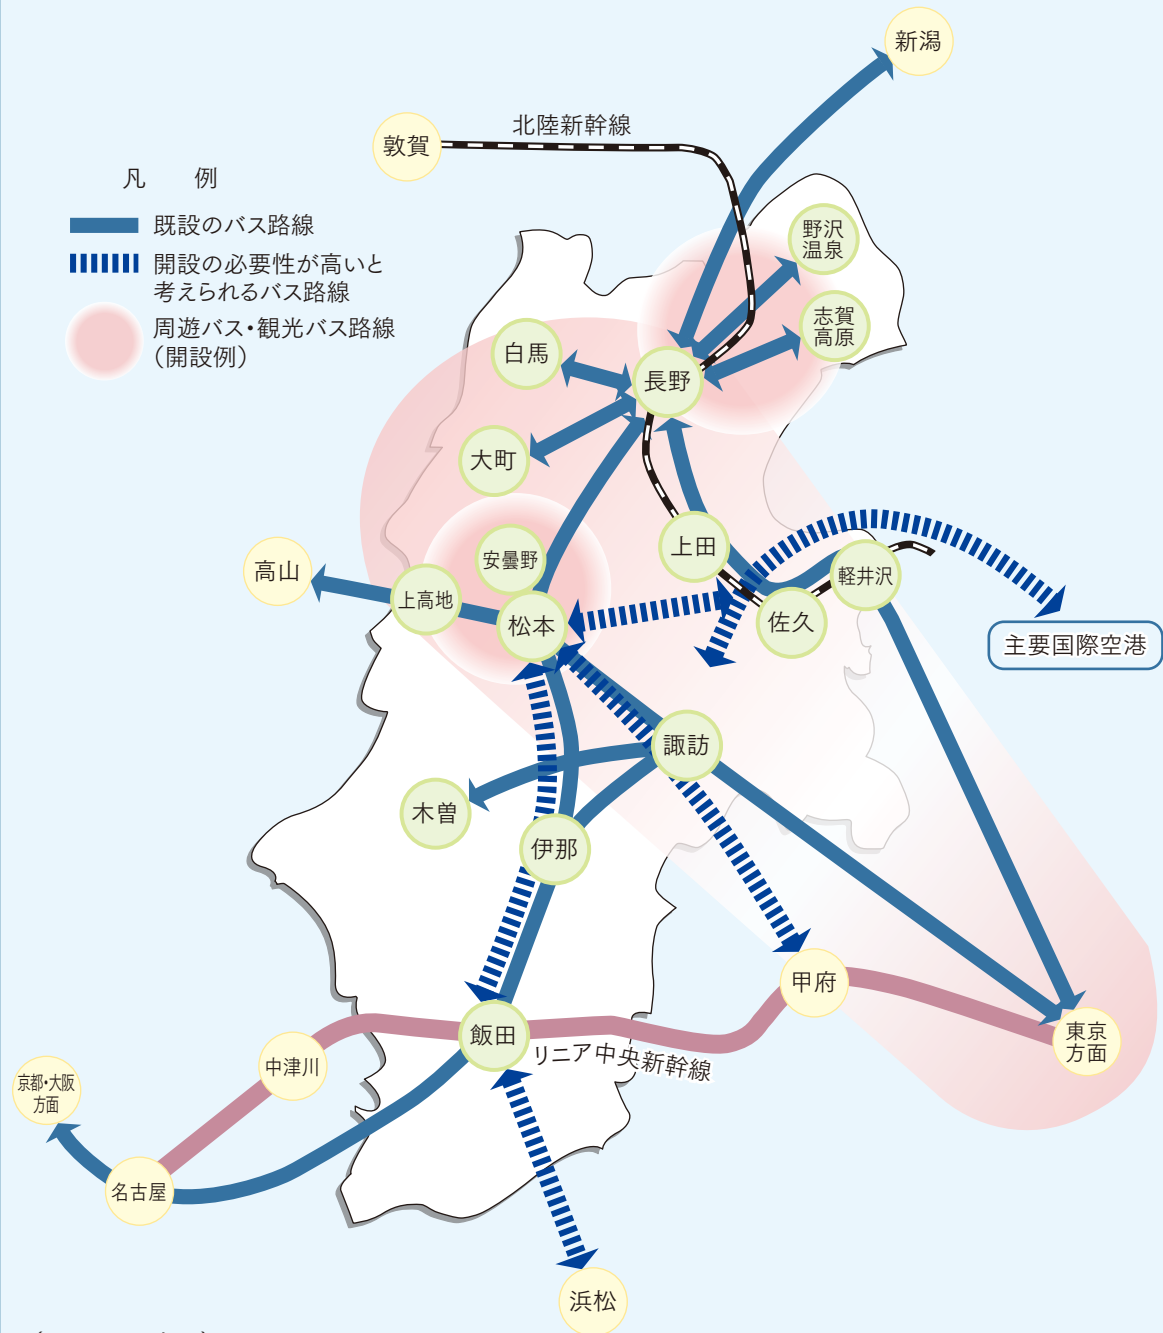 新潟
敦賀
北陸新幹線
凡　例
既設のバス路線
開設の必要性が高いと
考えられるバス路線
周遊バス・観光バス路線
（開設例）
野沢
温泉
志賀
高原
白馬
長野
大町
上田
安曇野
高山
上高地
松本
佐久
軽井沢
主要国際空港
諏訪
木曽
伊那
甲府
飯田
リニア中央新幹線
東京
方面
中津川
京都・大阪
方面
名古屋
浜松